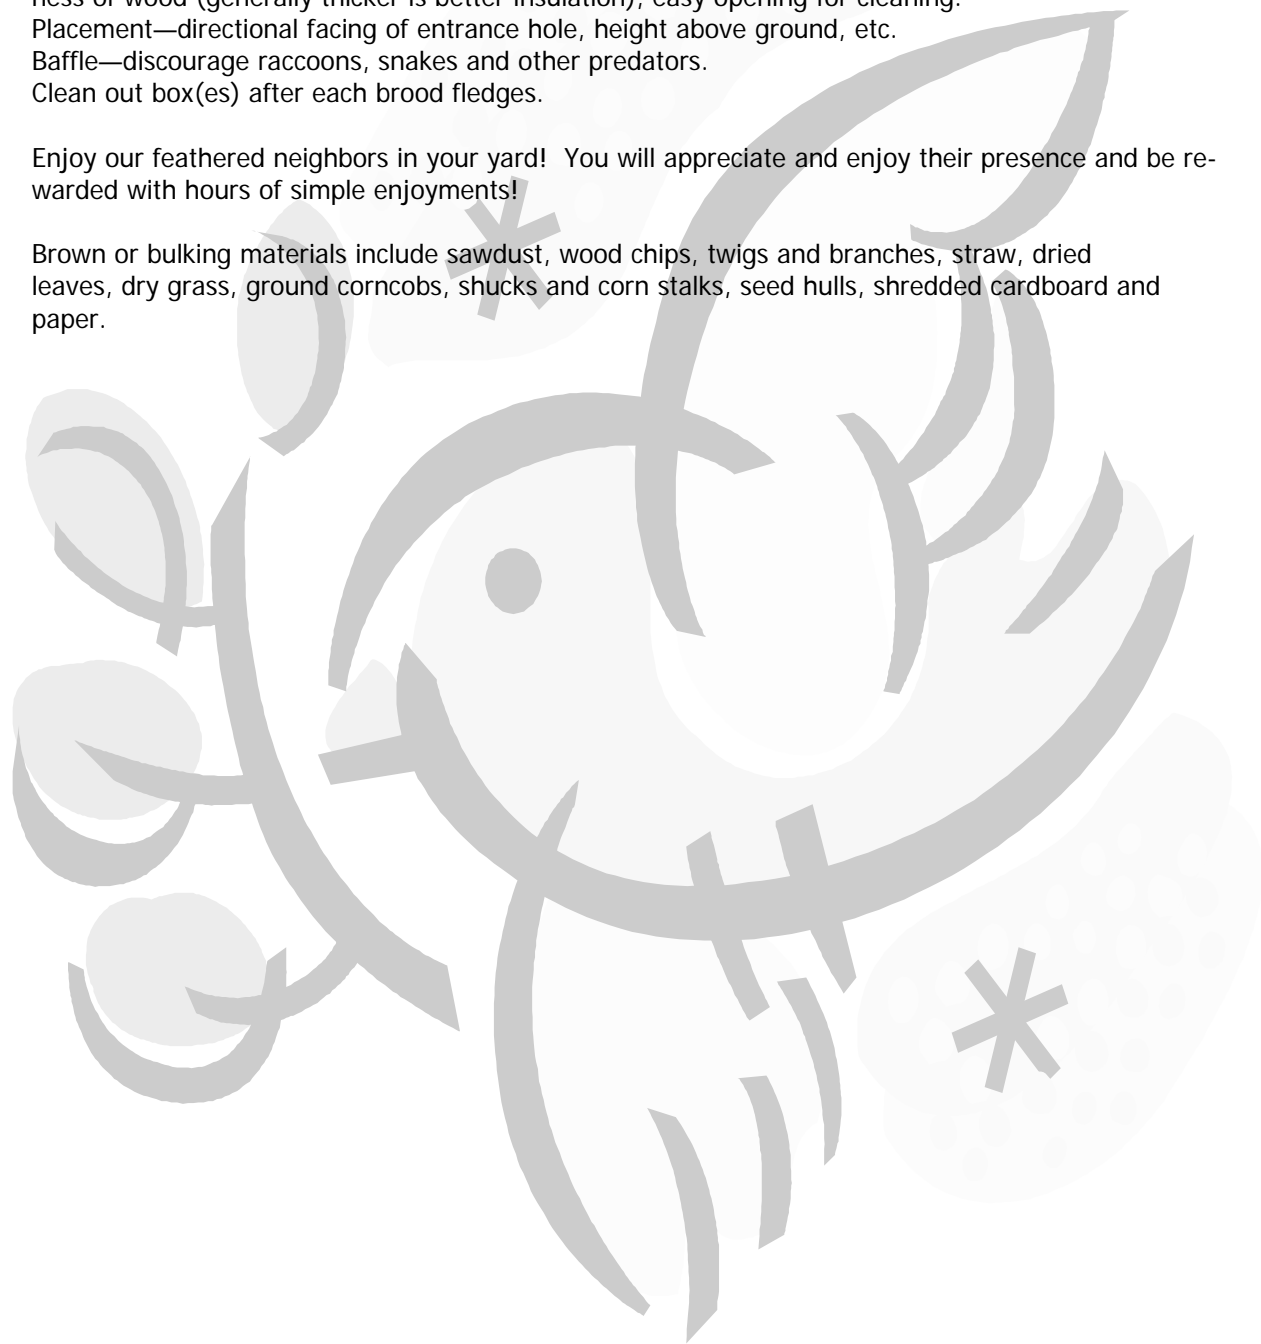 ness of wood (generally thicker is better insulation), easy opening for cleaning.
Placement—directional facing of entrance hole, height above ground, etc.
Baffle—discourage raccoons, snakes and other predators.
Clean out box(es) after each brood fledges.
Enjoy our feathered neighbors in your yard!  You will appreciate and enjoy their presence and be re-
warded with hours of simple enjoyments!
Brown or bulking materials include sawdust, wood chips, twigs and branches, straw, dried
leaves, dry grass, ground corncobs, shucks and corn stalks, seed hulls, shredded cardboard and
paper.